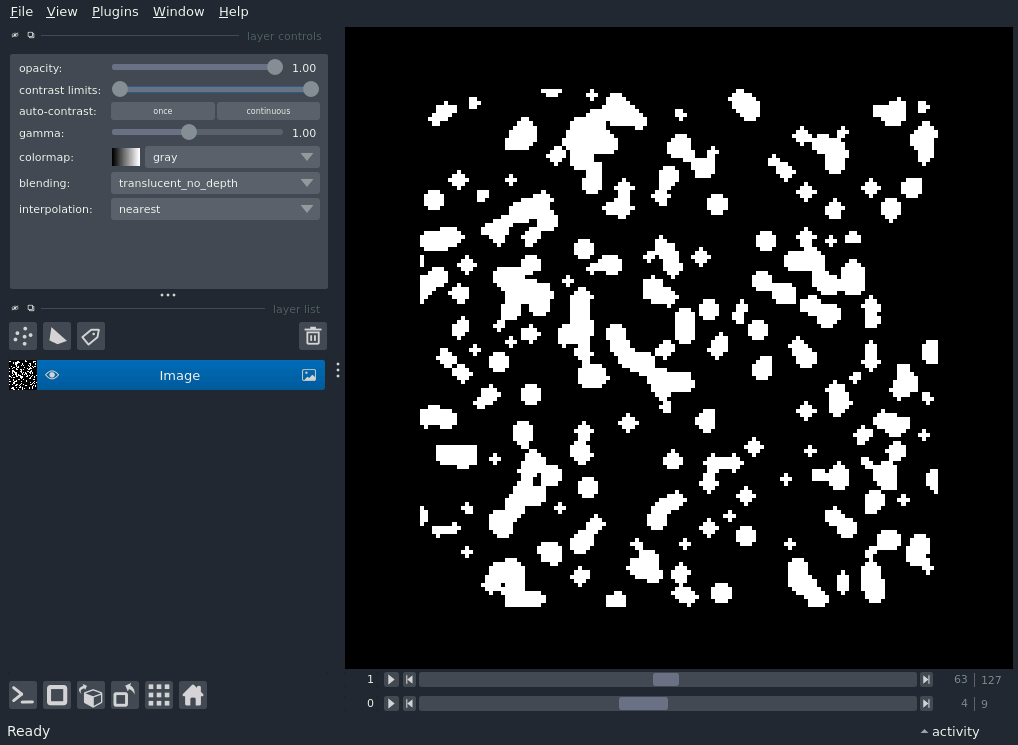 File View Plugins Window Help
layer controls
opacity: 1.00
contrast limits:
auto-contrast: once continuous
gamma: 1.00
colormap: gray
blending: translucent_no_depth
interpolation: nearest
layer list
Image
1 63 127
0 4 9
Ready activity